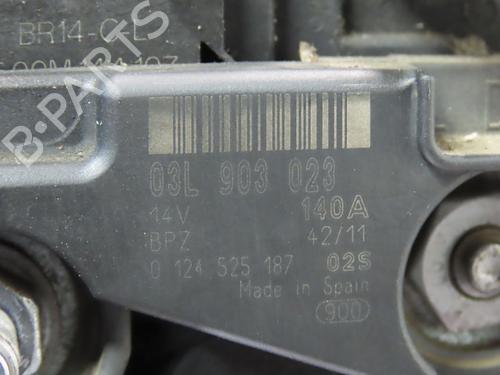 BR14-C
B-PARTS
03L 903 023
14V 140A
BPZ 42/11
0 124 525 187 02S
Made in Spain
900